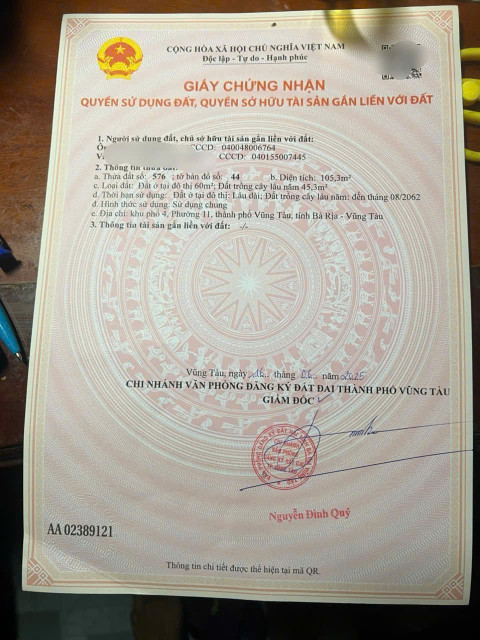 CỘNG HÒA XÃ HỘI CHỦ NGHĨA VIỆT NAM
Độc lập - Tự do - Hạnh phúc
GIẤY CHỨNG NHẬN
QUYỀN SỬ DỤNG ĐẤT, QUYỀN SỞ HỮU TÀI SẢN GẮN LIỀN VỚI ĐẤT
1. Người sử dụng đất, chủ sở hữu tài sản gắn liền với đất:
CCCD: 040048006764
CCCD: 040155007445
2. Thông tin thửa đất:
a. Thửa đất số: 576 ; tờ bản đồ số: 44 b. Diện tích: 105,3m²
c. Loại đất: Đất ở tại đô thị 60m²; Đất trồng cây lâu năm 45,3m²
d. Thời hạn sử dụng: Đất ở tại đô thị: Lâu dài; Đất trồng cây lâu năm: đến tháng 08/2062
đ. Hình thức sử dụng: Sử dụng chung
e. Địa chỉ: khu phố 4, Phường 11, thành phố Vũng Tàu, tỉnh Bà Rịa - Vũng Tàu
3. Thông tin tài sản gắn liền với đất: -/-
Vũng Tàu, ngày 16 tháng 06 năm 2025
CHI NHÁNH VĂN PHÒNG ĐĂNG KÝ ĐẤT ĐAI THÀNH PHỐ VŨNG TÀU
GIÁM ĐỐC
Nguyễn Đình Quý
AA 02389121
Thông tin chi tiết được thể hiện tại mã QR.